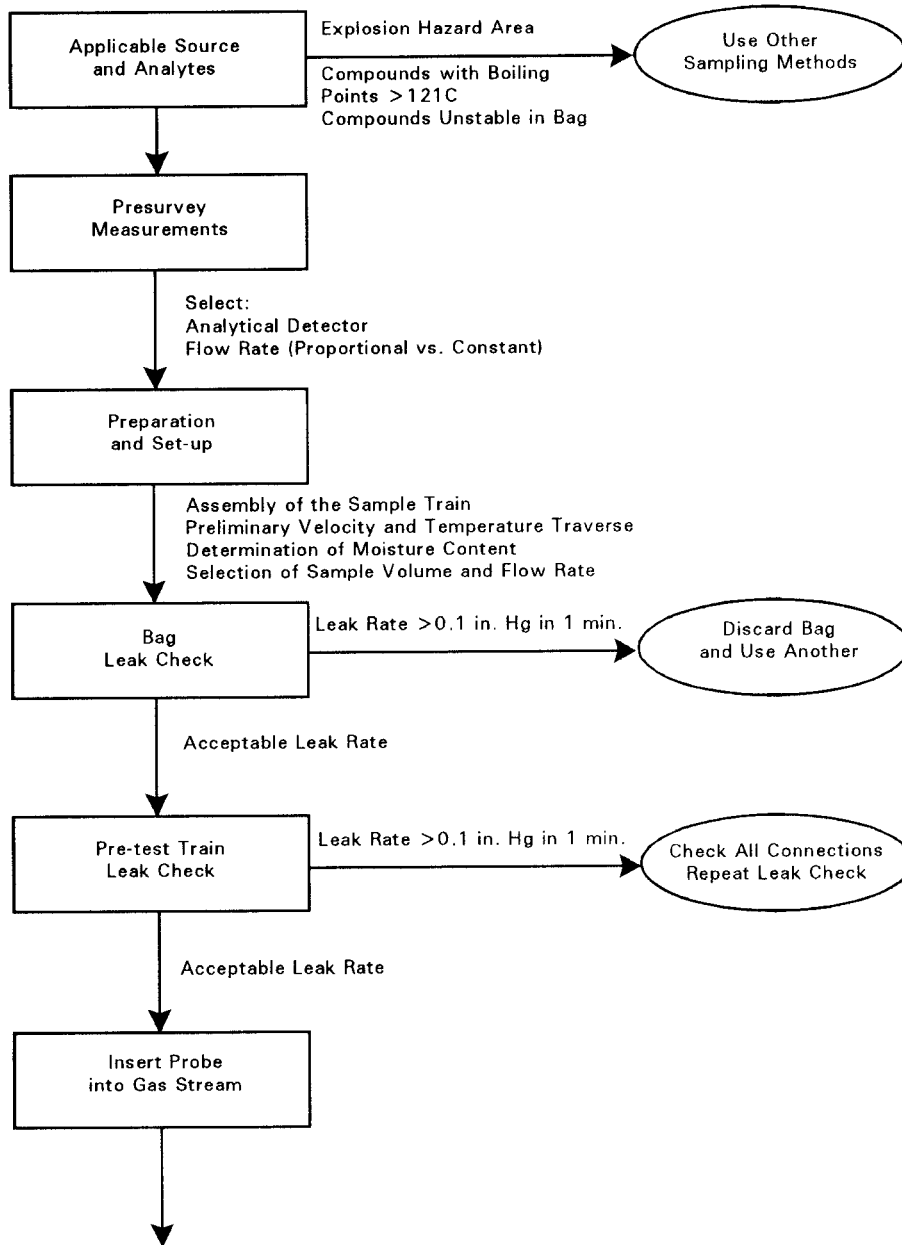 Applicable Source
and Analytes
Explosion Hazard Area
Compounds with Boiling
Points >121C
Compounds Unstable in Bag
Use Other
Sampling Methods
Presurvey
Measurements
Select:
Analytical Detector
Flow Rate (Proportional vs. Constant)
Preparation
and Set-up
Assembly of the Sample Train
Preliminary Velocity and Temperature Traverse
Determination of Moisture Content
Selection of Sample Volume and Flow Rate
Bag
Leak Check
Leak Rate >0.1 in. Hg in 1 min.
Discard Bag
and Use Another
Acceptable Leak Rate
Pre-test Train
Leak Check
Leak Rate >0.1 in. Hg in 1 min.
Check All Connections
Repeat Leak Check
Acceptable Leak Rate
Insert Probe
into Gas Stream